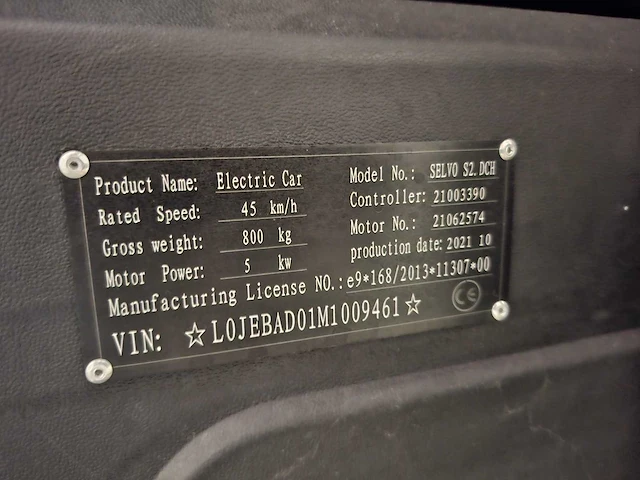 Product Name: Electric Car
Model No.: SELVO S2.DCH
Rated Speed: 45 km/h
Controller: 21003390
Gross weight: 800 kg
Motor No.: 21062574
Motor Power: 5 kw
production date: 2021 10
Manufacturing License NO.: e9*168/2013*11307*00
VIN: ☆L0JEBAD01M1009461☆
CE